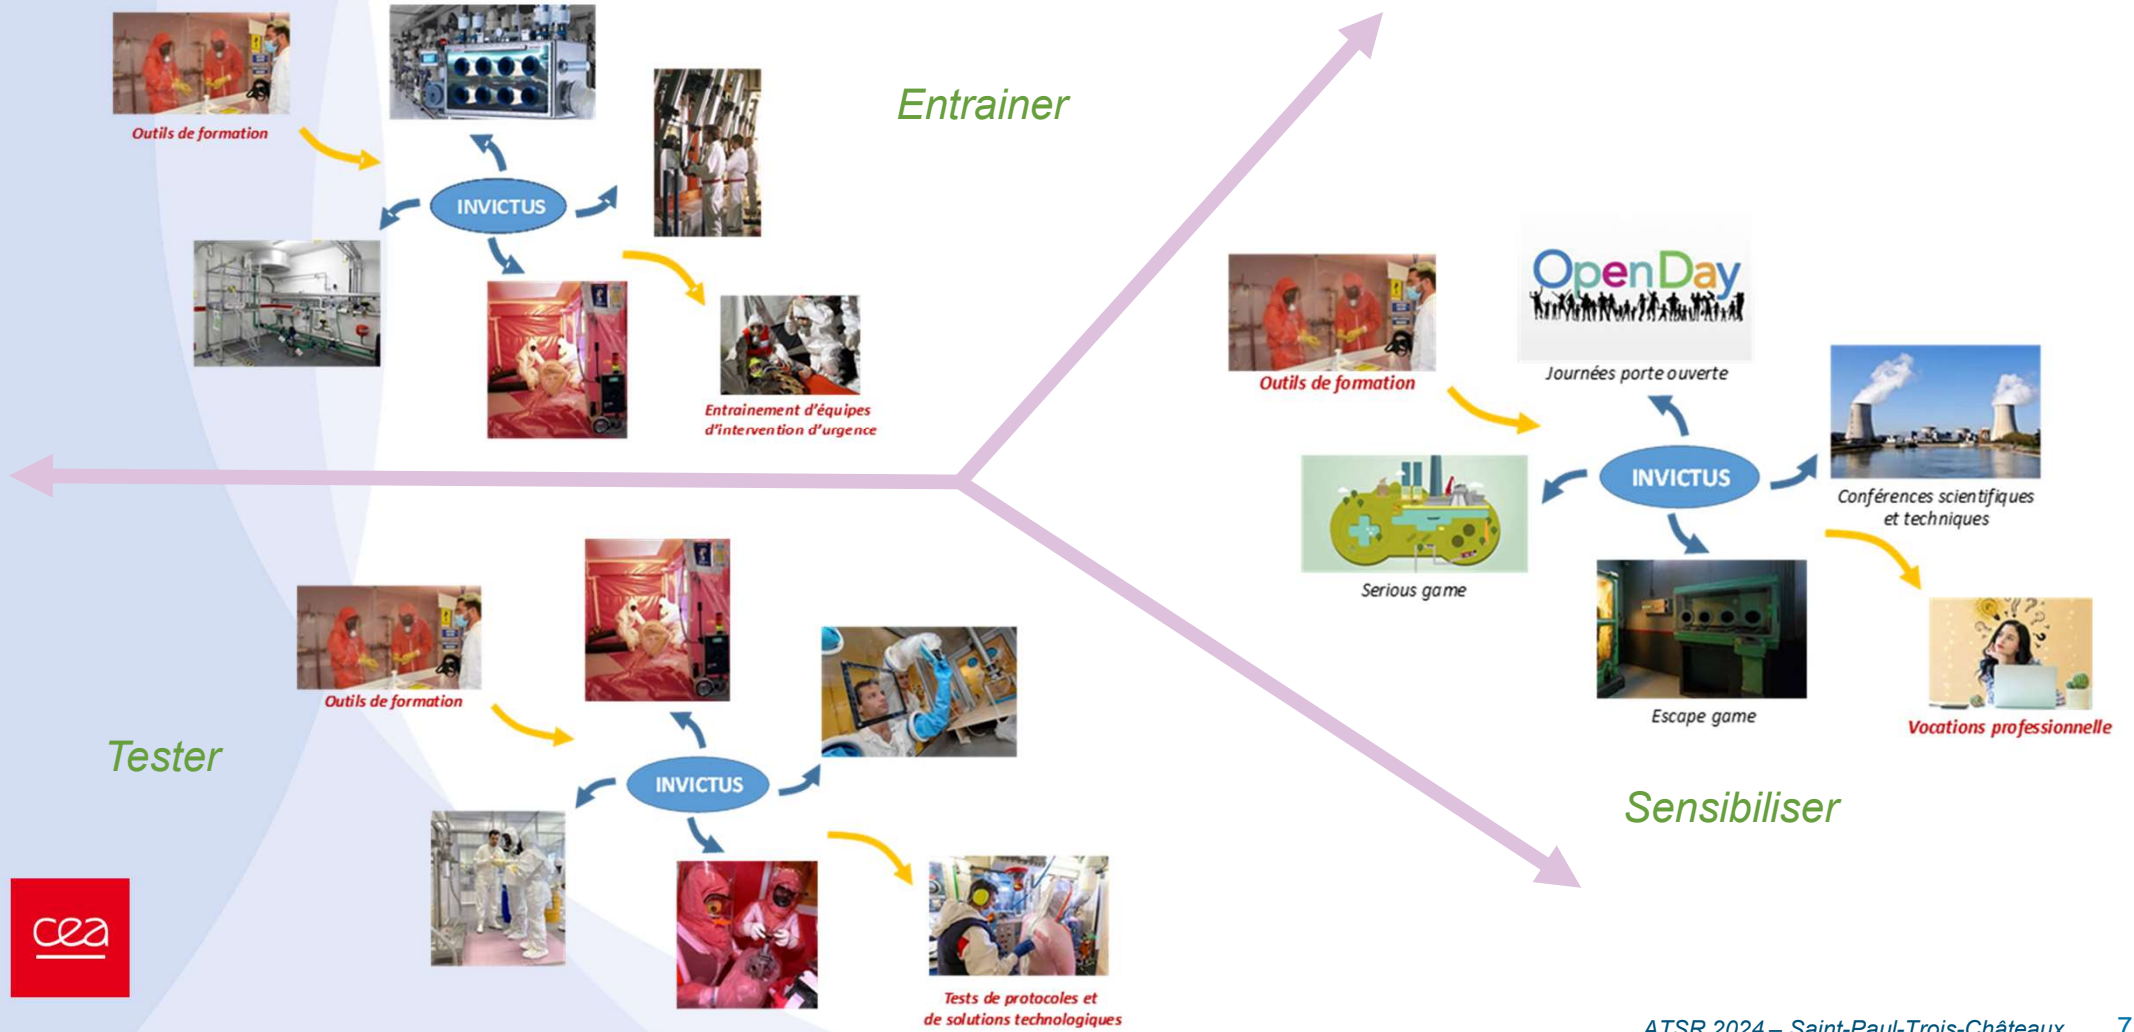 Entrainer
Outils de formation
INVICTUS
Entrainement d'équipes
d'intervention d'urgence
OpenDay
Journées porte ouverte
Outils de formation
INVICTUS
Conférences scientifiques
et techniques
Serious game
Escape game
Vocations professionnelle
Sensibiliser
Tester
Outils de formation
INVICTUS
Tests de protocoles et
de solutions technologiques
cea
ATSR 2024 – Saint-Paul-Trois-Châteaux 7